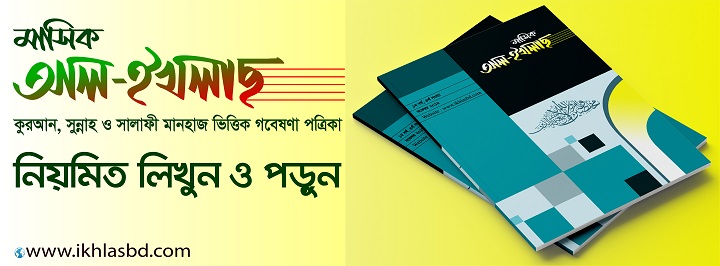 মাসিক
আল-ইখলাছ
কুরআন, সুন্নাহ ও সালাফী মানহাজ ভিত্তিক গবেষণা পত্রিকা
নিয়মিত লিখুন ও পড়ুন
www.ikhlasbd.com
মাসিক
আল-ইখলাছ